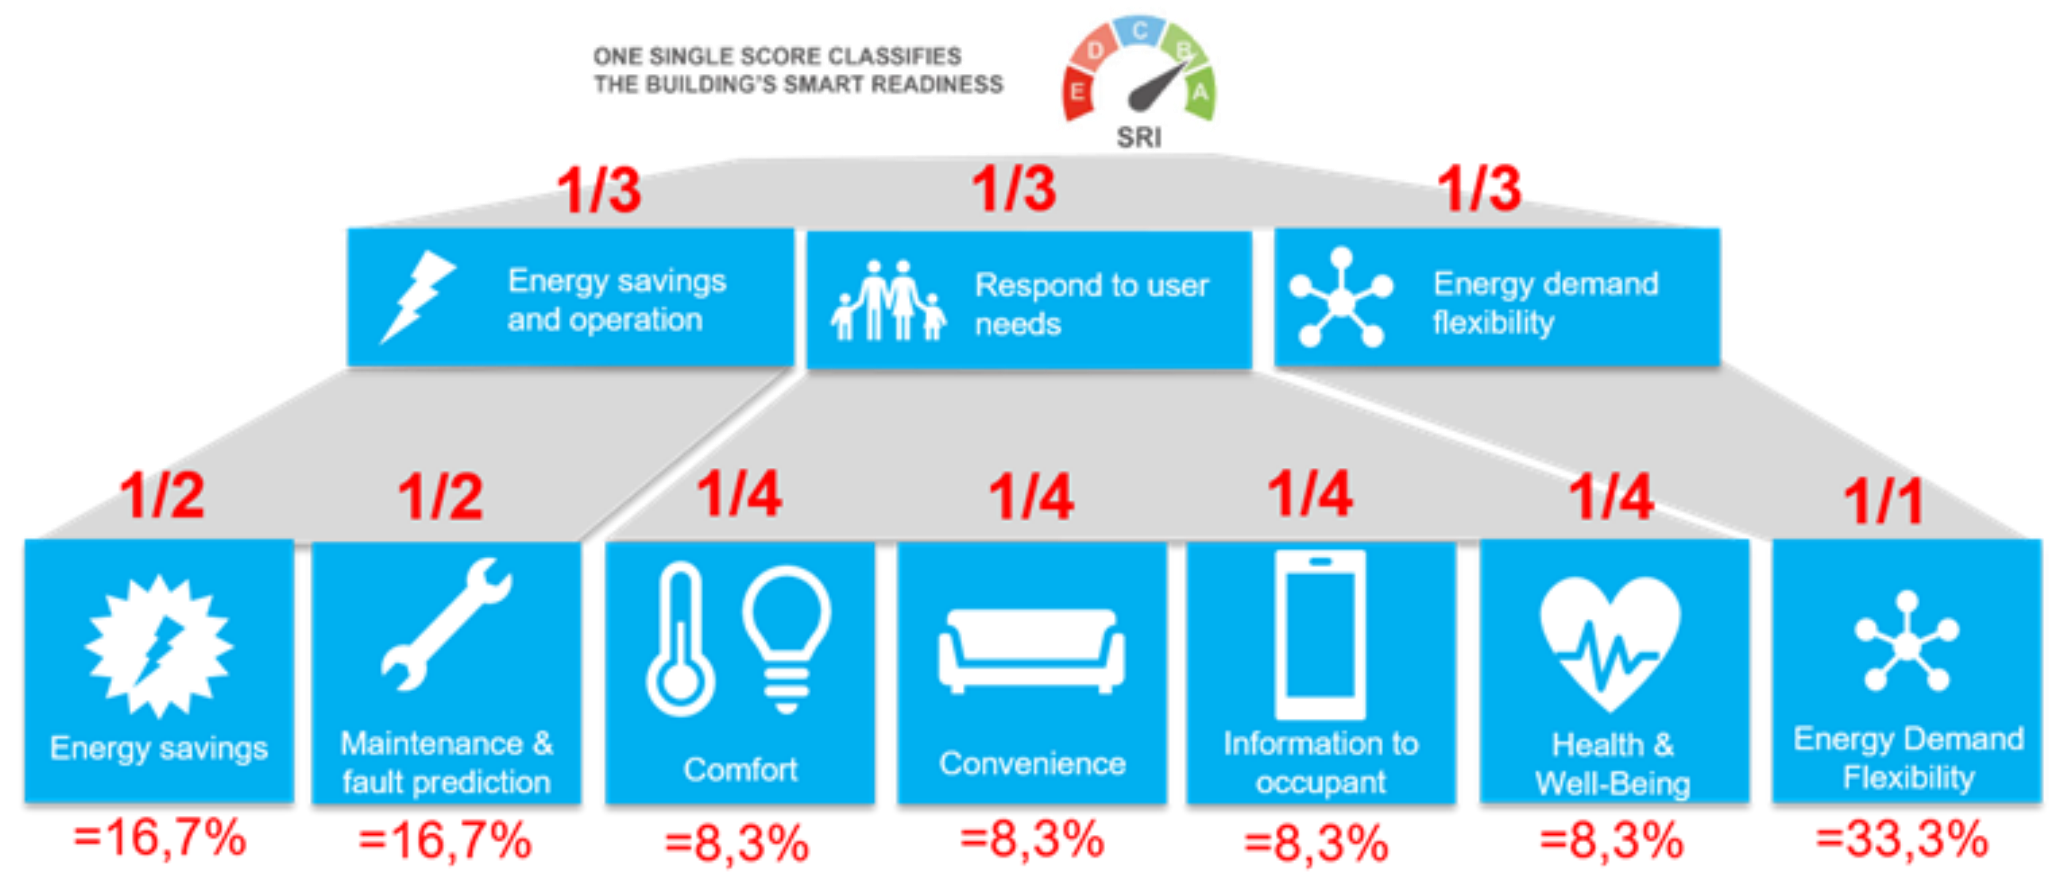 ONE SINGLE SCORE CLASSIFIES
THE BUILDING'S SMART READINESS
E D C B A
SRI
1/3 1/3 1/3
Energy savings
and operation
Respond to user
needs
Energy demand
flexibility
1/2 1/2 1/4 1/4 1/4 1/4 1/1
Energy savings
Maintenance &
fault prediction
Comfort
Convenience
Information to
occupant
Health &
Well-Being
Energy Demand
Flexibility
=16,7% =16,7% =8,3% =8,3% =8,3% =8,3% =33,3%